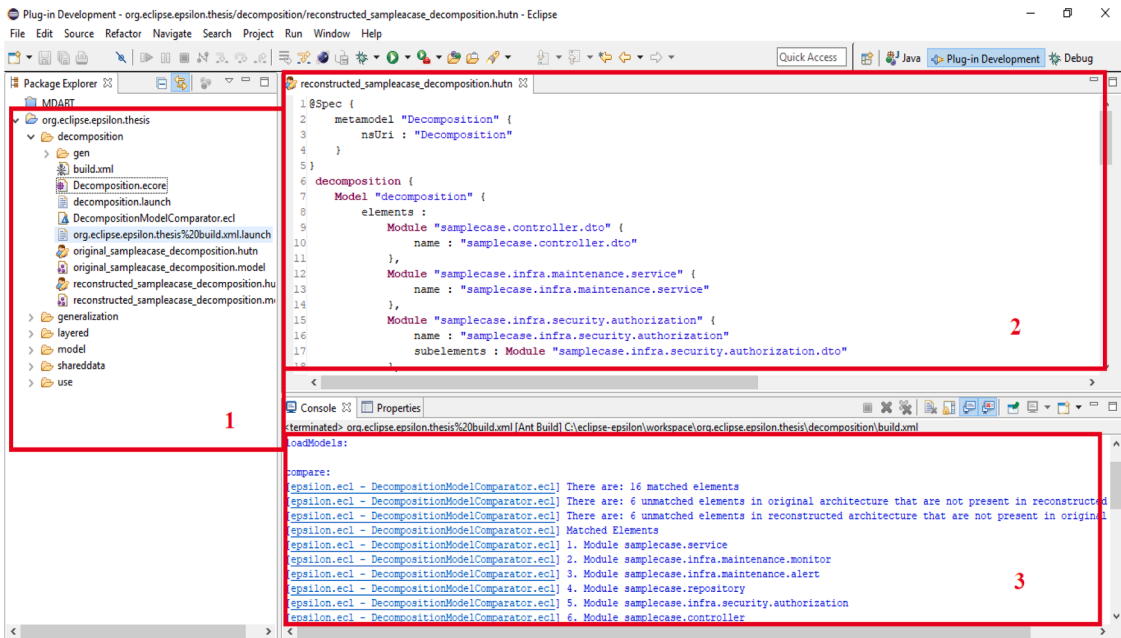 Plug-in Development - org.eclipse.epsilon.thesis/decomposition/reconstructed_sampleacase_decomposition.hutn - Eclipse
File Edit Source Refactor Navigate Search Project Run Window Help
Quick Access Java Plug-in Development Debug
Package Explorer
MDART
org.eclipse.epsilon.thesis
decomposition
gen
build.xml
Decomposition.ecore
decomposition.launch
DecompositionModelComparator.ecl
org.eclipse.epsilon.thesis%20build.xml.launch
original_sampleacase_decomposition.hutn
original_sampleacase_decomposition.model
reconstructed_sampleacase_decomposition.hu
reconstructed_sampleacase_decomposition.m
generalization
layered
model
shareddata
use
1
reconstructed_sampleacase_decomposition.hutn
1 @Spec {
2 metamodel "Decomposition" {
3 nsUri : "Decomposition"
4 }
5 }
6 decomposition {
7 Model "decomposition" {
8 elements :
9 Module "samplecase.controller.dto" {
10 name : "samplecase.controller.dto"
11 },
12 Module "samplecase.infra.maintenance.service" {
13 name : "samplecase.infra.maintenance.service"
14 },
15 Module "samplecase.infra.security.authorization" {
16 name : "samplecase.infra.security.authorization"
17 subelements : Module "samplecase.infra.security.authorization.dto"
2
Console Properties
<terminated> org.eclipse.epsilon.thesis%20build.xml [Ant Build] C:\eclipse-epsilon\workspace\org.eclipse.epsilon.thesis\decomposition\build.xml
loadModels:
compare:
[epsilon.ecl - DecompositionModelComparator.ecl] There are: 16 matched elements
[epsilon.ecl - DecompositionModelComparator.ecl] There are: 6 unmatched elements in original architecture that are not present in reconstructed
[epsilon.ecl - DecompositionModelComparator.ecl] There are: 6 unmatched elements in reconstructed architecture that are not present in original
[epsilon.ecl - DecompositionModelComparator.ecl] Matched Elements
[epsilon.ecl - DecompositionModelComparator.ecl] 1. Module samplecase.service
[epsilon.ecl - DecompositionModelComparator.ecl] 2. Module samplecase.infra.maintenance.monitor
[epsilon.ecl - DecompositionModelComparator.ecl] 3. Module samplecase.infra.maintenance.alert
[epsilon.ecl - DecompositionModelComparator.ecl] 4. Module samplecase.repository
[epsilon.ecl - DecompositionModelComparator.ecl] 5. Module samplecase.infra.security.authorization
[epsilon.ecl - DecompositionModelComparator.ecl] 6. Module samplecase.controller
3